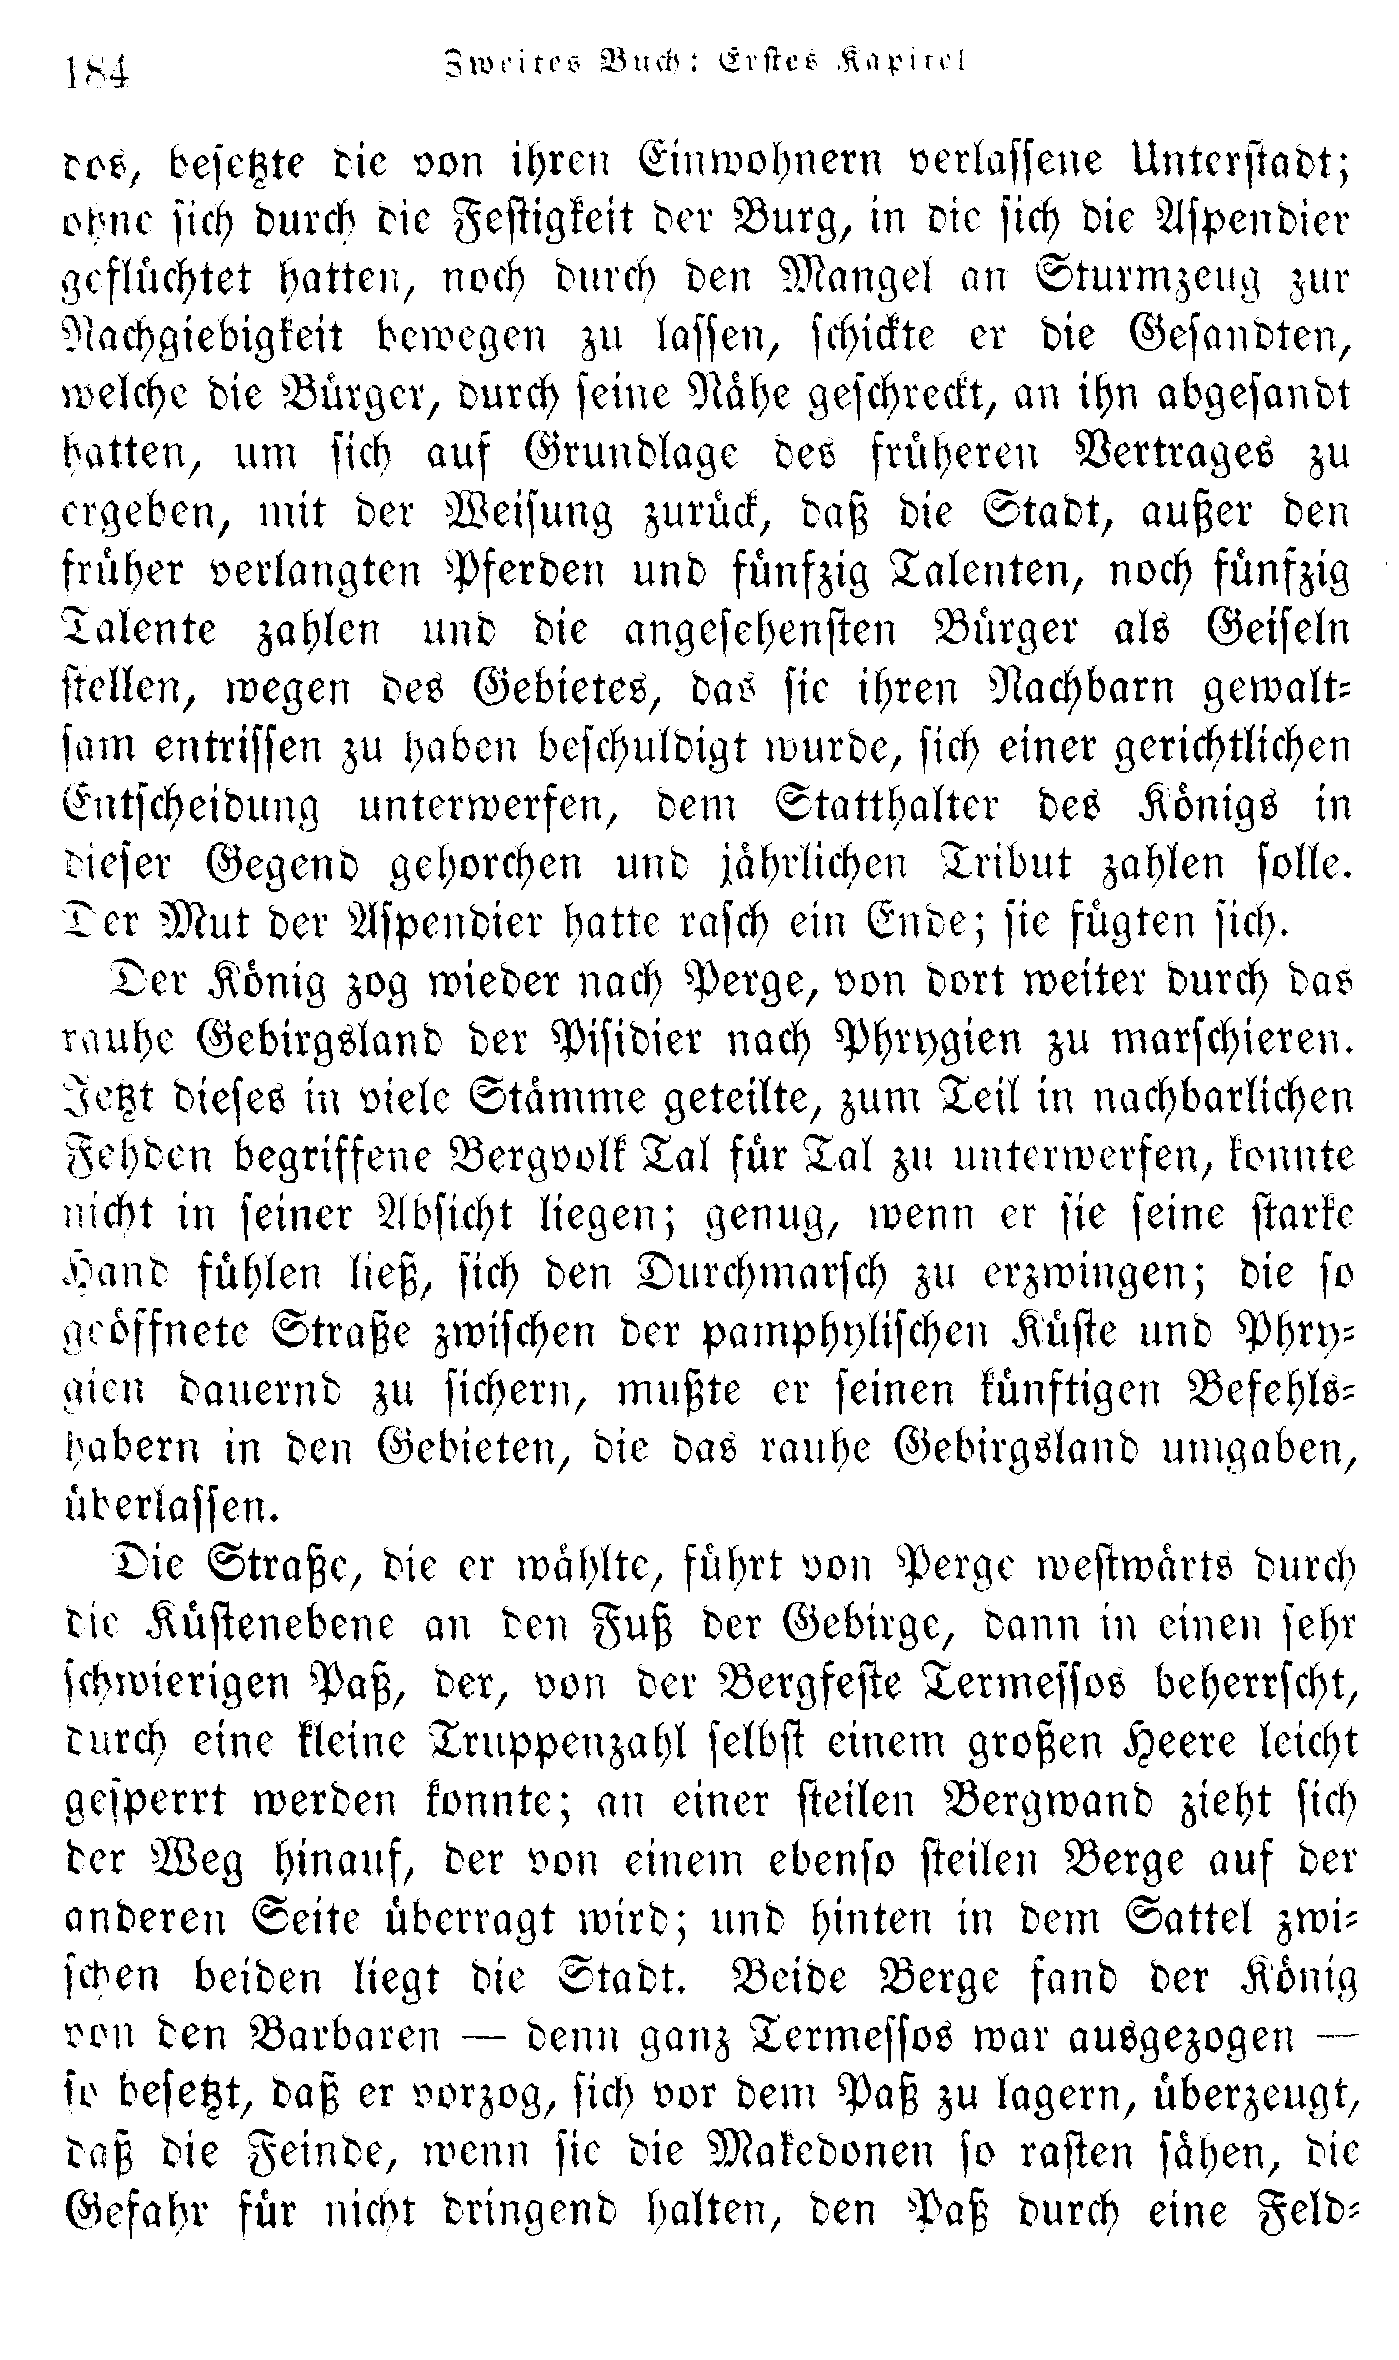 184
Zweites Buch: Erstes Kapitel
dos, besetzte die von ihren Einwohnern verlassene Unterstadt;
ohne sich durch die Festigkeit der Burg, in die sich die Aspendier
geflüchtet hatten, noch durch den Mangel an Sturmzeug zur
Nachgiebigkeit bewegen zu lassen, schickte er die Gesandten,
welche die Bürger, durch seine Nähe geschreckt, an ihn abgesandt
hatten, um sich auf Grundlage des früheren Vertrages zu
ergeben, mit der Weisung zurück, daß die Stadt, außer den
früher verlangten Pferden und fünfzig Talenten, noch fünfzig
Talente zahlen und die angesehensten Bürger als Geiseln
stellen, wegen des Gebietes, das sie ihren Nachbarn gewalt-
sam entrissen zu haben beschuldigt wurde, sich einer gerichtlichen
Entscheidung unterwerfen, dem Statthalter des Königs in
dieser Gegend gehorchen und jährlichen Tribut zahlen solle.
Der Mut der Aspendier hatte rasch ein Ende; sie fügten sich.
Der König zog wieder nach Perge, von dort weiter durch das
rauhe Gebirgsland der Pisidier nach Phrygien zu marschieren.
Jetzt dieses in viele Stämme geteilte, zum Teil in nachbarlichen
Fehden begriffene Bergvolk Tal für Tal zu unterwerfen, konnte
nicht in seiner Absicht liegen; genug, wenn er sie seine starke
Hand fühlen ließ, sich den Durchmarsch zu erzwingen; die so
geöffnete Straße zwischen der pamphylischen Küste und Phry-
gien dauernd zu sichern, mußte er seinen künftigen Befehls-
habern in den Gebieten, die das rauhe Gebirgsland umgaben,
überlassen.
Die Straße, die er wählte, führt von Perge westwärts durch
die Küstenebene an den Fuß der Gebirge, dann in einen sehr
schwierigen Paß, der, von der Bergfeste Termessos beherrscht,
durch eine kleine Truppenzahl selbst einem großen Heere leicht
gesperrt werden konnte; an einer steilen Bergwand zieht sich
der Weg hinauf, der von einem ebenso steilen Berge auf der
anderen Seite überragt wird; und hinten in dem Sattel zwi-
schen beiden liegt die Stadt. Beide Berge fand der König
von den Barbaren — denn ganz Termessos war ausgezogen —
so besetzt, daß er vorzog, sich vor dem Paß zu lagern, überzeugt,
daß die Feinde, wenn sie die Makedonen so rasten sähen, die
Gefahr für nicht dringend halten, den Paß durch eine Feld-